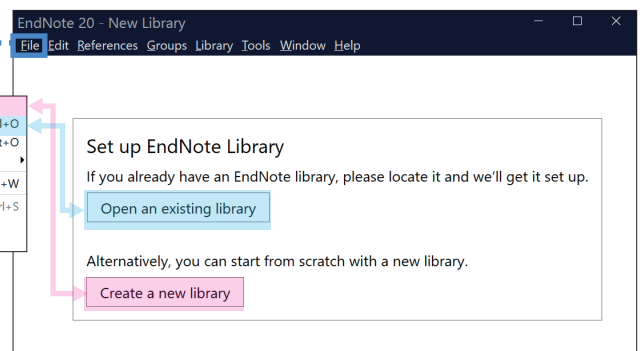 EndNote 20 - New Library
File Edit References Groups Library Tools Window Help
+O
+O
+W
+S
Set up EndNote Library
If you already have an EndNote library, please locate it and we'll get it set up.
Open an existing library
Alternatively, you can start from scratch with a new library.
Create a new library